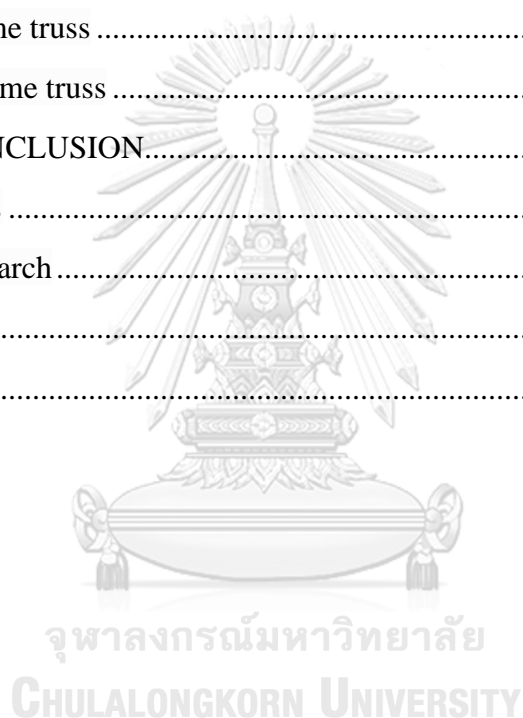 ne truss ..........................................................
me truss ........................................................
NCLUSION..................................................
..........................................................................
arch .................................................................
..........................................................................
..........................................................................
จุฬาลงกรณ์มหาวิทยาลัย
CHULALONGKORN UNIVERSITY